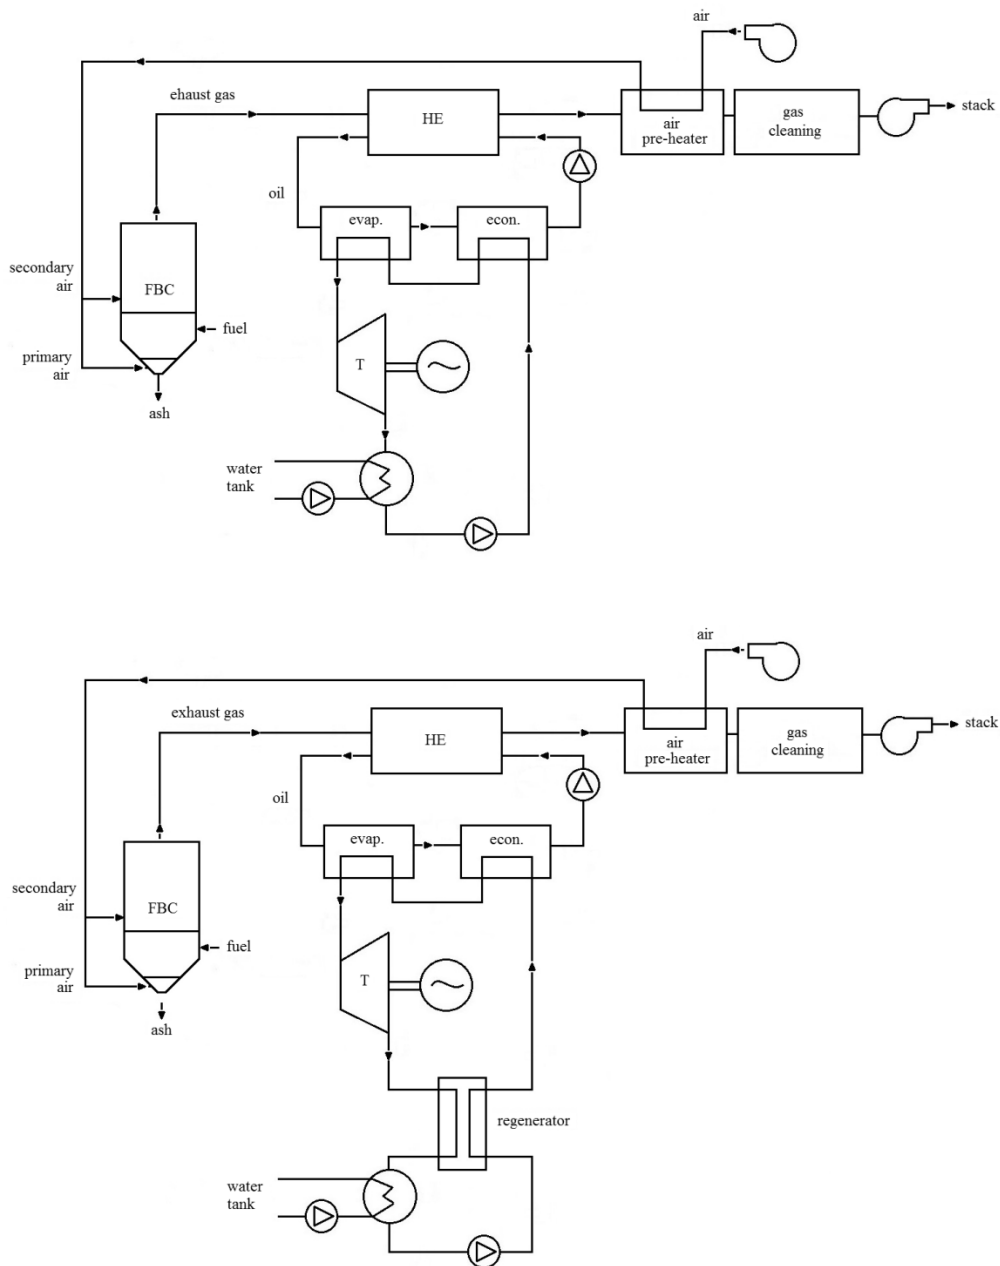 air
ehaust gas
HE
air
pre-heater
gas
cleaning
stack
oil
evap.
econ.
secondary
air
FBC
fuel
primary
air
T
ash
water
tank
air
exhaust gas
HE
air
pre-heater
gas
cleaning
stack
oil
evap.
econ.
secondary
air
FBC
fuel
primary
air
T
ash
regenerator
water
tank